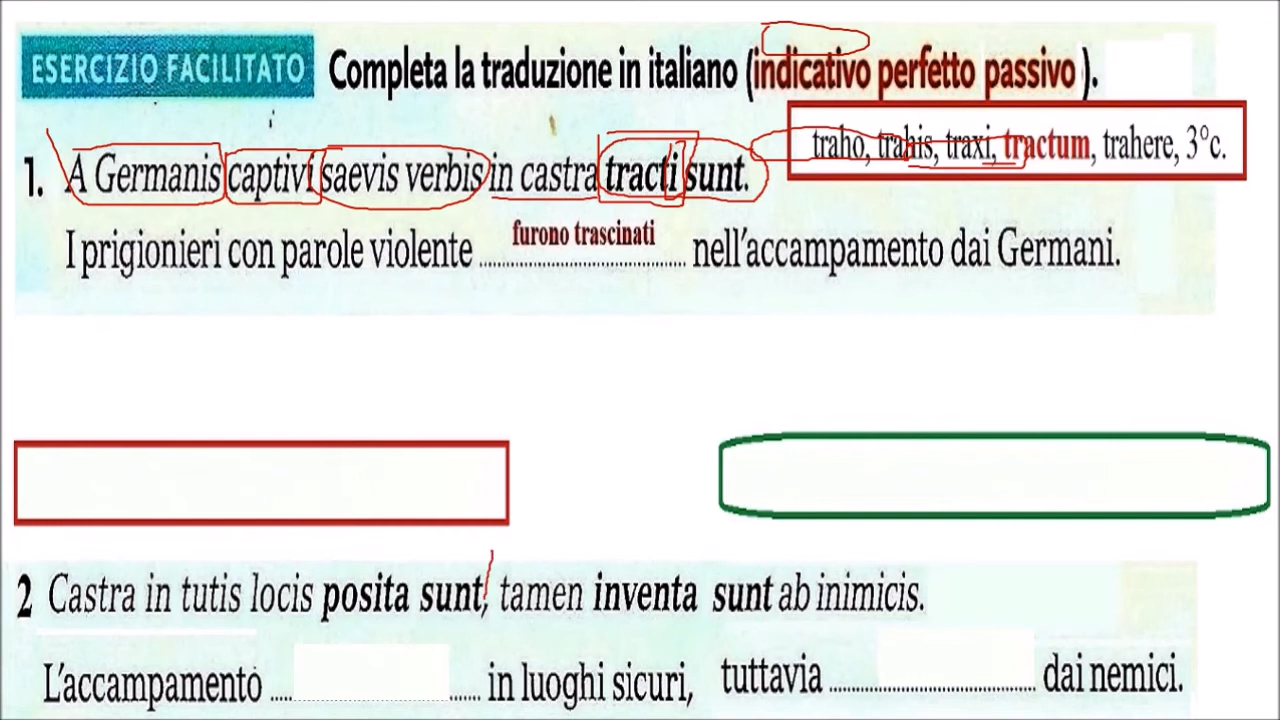 ESERCIZIO FACILITATO Completa la traduzione in italiano (indicativo perfetto passivo ).
traho, trahis, traxi, tractum, trahere, 3°c.
1. A Germanis captivi saevis verbis in castra tracti sunt.
furono trascinati
I prigionieri con parole violente ........................ nell'accampamento dai Germani.
2 Castra in tutis locis posita sunt, tamen inventa sunt ab inimicis.
L'accampamento .... ..... in luoghi sicuri, tuttavia ........................ dai nemici.